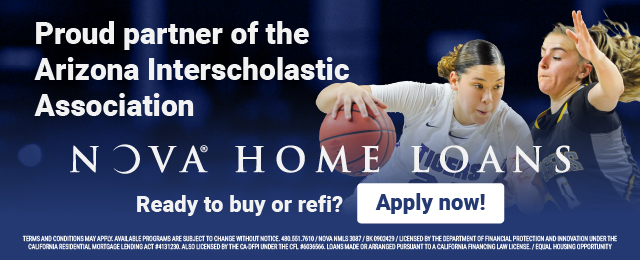 Proud partner of the
Arizona Interscholastic
Association
NOVA® HOME LOANS
TIGERS
Ready to buy or refi? Apply now!
TERMS AND CONDITIONS MAY APPLY. AVAILABLE PROGRAMS ARE SUBJECT TO CHANGE WITHOUT NOTICE. 480.551.7610 / NOVA NMLS 3087 / BK 0902429 / LICENSED BY THE DEPARTMENT OF FINANCIAL PROTECTION AND INNOVATION UNDER THE
CALIFORNIA RESIDENTIAL MORTGAGE LENDING ACT #4131230. ALSO LICENSED BY THE CA-DFPI UNDER THE CFL #6036566. LOANS MADE OR ARRANGED PURSUANT TO A CALIFORNIA FINANCING LAW LICENSE. / EQUAL HOUSING OPPORTUNITY